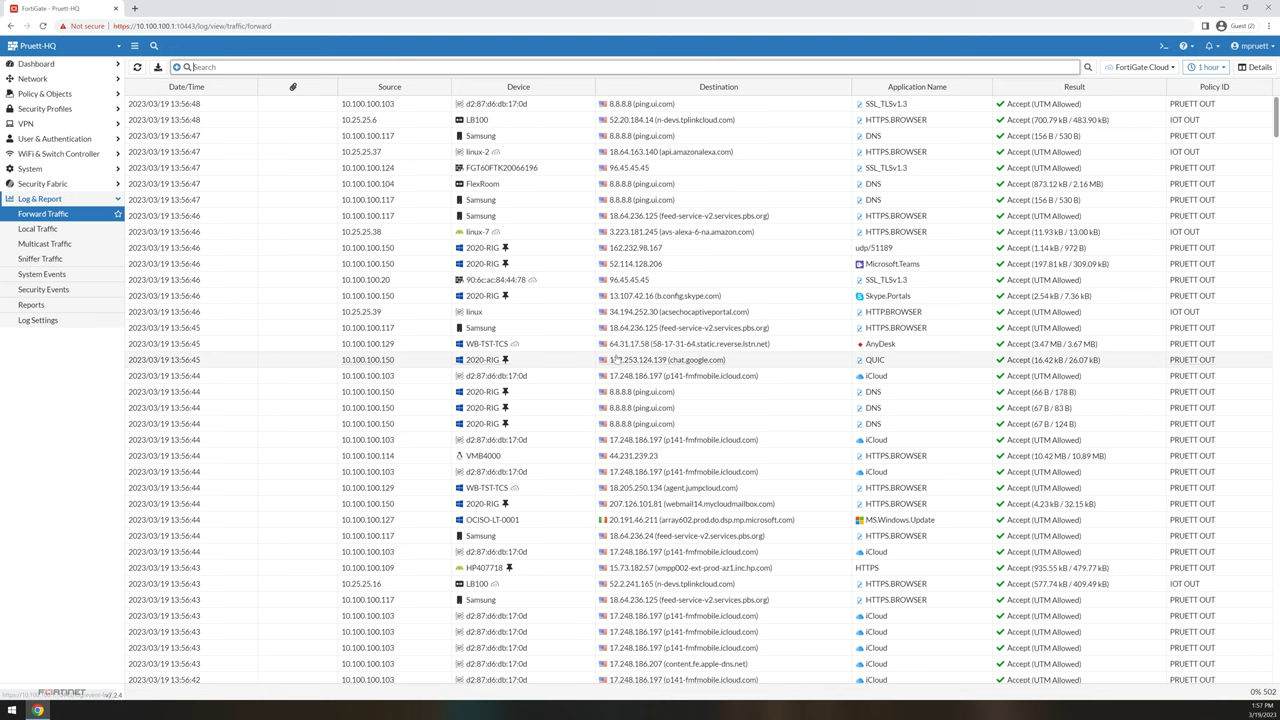 FortiGate - Pruett-HQ
Not secure
https://10.100.100.1:10443/log/view/traffic/forward
Guest (2)
Pruett-HQ
mpruett
Dashboard
Network
Policy & Objects
Security Profiles
VPN
User & Authentication
WiFi & Switch Controller
System
Security Fabric
Log & Report
Forward Traffic
Local Traffic
Multicast Traffic
Sniffer Traffic
System Events
Security Events
Reports
Log Settings
Search
FortiGate Cloud
1 hour
Details
Date/Time Source Device Destination Application Name Result Policy ID
2023/03/19 13:56:48 10.100.100.103 d2:87:d6:db:17:0d 8.8.8.8 (ping.ui.com) SSL_TLSv1.3 Accept (UTM Allowed) PRUETT OUT
2023/03/19 13:56:48 10.25.25.6 LB100 52.20.184.14 (n-devs.tplinkcloud.com) HTTPS.BROWSER Accept (700.79 kB / 483.90 kB) IOT OUT
2023/03/19 13:56:47 10.100.100.117 Samsung 8.8.8.8 (ping.ui.com) DNS Accept (156 B / 530 B) PRUETT OUT
2023/03/19 13:56:47 10.25.25.37 linux-2 18.64.163.140 (api.amazonalexa.com) HTTPS.BROWSER Accept (UTM Allowed) IOT OUT
2023/03/19 13:56:47 10.100.100.124 FGT60FTK20066196 96.45.45.45 SSL_TLSv1.3 Accept (UTM Allowed) PRUETT OUT
2023/03/19 13:56:47 10.100.100.104 FlexRoom 8.8.8.8 (ping.ui.com) DNS Accept (873.12 kB / 2.16 MB) PRUETT OUT
2023/03/19 13:56:47 10.100.100.117 Samsung 8.8.8.8 (ping.ui.com) DNS Accept (156 B / 530 B) PRUETT OUT
2023/03/19 13:56:46 10.100.100.117 Samsung 18.64.236.125 (feed-service-v2.services.pbs.org) HTTPS.BROWSER Accept (UTM Allowed) PRUETT OUT
2023/03/19 13:56:46 10.25.25.38 linux-7 3.223.181.245 (avs-alexa-6-na.amazon.com) HTTPS.BROWSER Accept (11.93 kB / 13.00 kB) IOT OUT
2023/03/19 13:56:46 10.100.100.150 2020-RIG 162.232.98.167 udp/51189 Accept (1.14 kB / 972 B) PRUETT OUT
2023/03/19 13:56:46 10.100.100.150 2020-RIG 52.114.128.206 Microsoft.Teams Accept (197.81 kB / 309.09 kB) PRUETT OUT
2023/03/19 13:56:46 10.100.100.20 90:6c:ac:84:44:78 96.45.45.45 SSL_TLSv1.3 Accept (UTM Allowed) PRUETT OUT
2023/03/19 13:56:46 10.100.100.150 2020-RIG 13.107.42.16 (b.config.skype.com) Skype.Portals Accept (2.54 kB / 7.36 kB) PRUETT OUT
2023/03/19 13:56:46 10.25.25.39 linux 34.194.252.30 (acsechocaptiveportal.com) HTTP.BROWSER Accept (UTM Allowed) IOT OUT
2023/03/19 13:56:45 10.100.100.117 Samsung 18.64.236.125 (feed-service-v2.services.pbs.org) HTTPS.BROWSER Accept (UTM Allowed) PRUETT OUT
2023/03/19 13:56:45 10.100.100.129 WB-TST-TCS 64.31.17.58 (58-17-31-64.static.reverse.lstn.net) AnyDesk Accept (3.47 MB / 3.67 MB) PRUETT OUT
2023/03/19 13:56:45 10.100.100.150 2020-RIG (chat.google.com) QUIC Accept (16.42 kB / 26.07 kB) PRUETT OUT
2023/03/19 13:56:44 10.100.100.103 d2:87:d6:db:17:0d 17.248.186.197 (p141-fmfmobile.icloud.com) iCloud Accept (UTM Allowed) PRUETT OUT
2023/03/19 13:56:44 10.100.100.150 2020-RIG 8.8.8.8 (ping.ui.com) DNS Accept (66 B / 178 B) PRUETT OUT
2023/03/19 13:56:44 10.100.100.150 2020-RIG 8.8.8.8 (ping.ui.com) DNS Accept (67 B / 83 B) PRUETT OUT
2023/03/19 13:56:44 10.100.100.150 2020-RIG 8.8.8.8 (ping.ui.com) DNS Accept (67 B / 124 B) PRUETT OUT
2023/03/19 13:56:44 10.100.100.103 d2:87:d6:db:17:0d 17.248.186.197 (p141-fmfmobile.icloud.com) iCloud Accept (UTM Allowed) PRUETT OUT
2023/03/19 13:56:44 10.100.100.114 VMB4000 44.231.239.23 HTTPS.BROWSER Accept (10.42 MB / 10.89 MB) PRUETT OUT
2023/03/19 13:56:44 10.100.100.103 d2:87:d6:db:17:0d 17.248.186.197 (p141-fmfmobile.icloud.com) iCloud Accept (UTM Allowed) PRUETT OUT
2023/03/19 13:56:44 10.100.100.129 WB-TST-TCS 18.205.250.134 (agent.jumpcloud.com) HTTPS.BROWSER Accept (UTM Allowed) PRUETT OUT
2023/03/19 13:56:44 10.100.100.150 2020-RIG 207.126.101.81 (webmail14.mycloudmailbox.com) HTTPS.BROWSER Accept (4.23 kB / 32.15 kB) PRUETT OUT
2023/03/19 13:56:44 10.100.100.127 OCISO-LT-0001 20.191.46.211 (array602.prod.do.dsp.mp.microsoft.com) MS.Windows.Update Accept (UTM Allowed) PRUETT OUT
2023/03/19 13:56:44 10.100.100.117 Samsung 18.64.236.24 (feed-service-v2.services.pbs.org) HTTPS.BROWSER Accept (UTM Allowed) PRUETT OUT
2023/03/19 13:56:44 10.100.100.103 d2:87:d6:db:17:0d 17.248.186.197 (p141-fmfmobile.icloud.com) iCloud Accept (UTM Allowed) PRUETT OUT
2023/03/19 13:56:43 10.100.100.109 HP407718 15.73.182.57 (xmpp002-ext-prod-az1.inc.hp.com) HTTPS Accept (935.55 kB / 479.77 kB) PRUETT OUT
2023/03/19 13:56:43 10.25.25.16 LB100 52.2.241.165 (n-devs.tplinkcloud.com) HTTPS.BROWSER Accept (577.74 kB / 409.49 kB) IOT OUT
2023/03/19 13:56:43 10.100.100.117 Samsung 18.64.236.125 (feed-service-v2.services.pbs.org) HTTPS.BROWSER Accept (UTM Allowed) PRUETT OUT
2023/03/19 13:56:43 10.100.100.103 d2:87:d6:db:17:0d 17.248.186.197 (p141-fmfmobile.icloud.com) iCloud Accept (UTM Allowed) PRUETT OUT
2023/03/19 13:56:43 10.100.100.103 d2:87:d6:db:17:0d 17.248.186.197 (p141-fmfmobile.icloud.com) iCloud Accept (UTM Allowed) PRUETT OUT
2023/03/19 13:56:43 10.100.100.103 d2:87:d6:db:17:0d 17.248.186.197 (p141-fmfmobile.icloud.com) iCloud Accept (UTM Allowed) PRUETT OUT
2023/03/19 13:56:43 10.100.100.103 d2:87:d6:db:17:0d 17.248.186.207 (content.fe.apple-dns.net) iCloud Accept (UTM Allowed) PRUETT OUT
2023/03/19 13:56:42 10.100.100.103 d2:87:d6:db:17:0d 17.248.186.197 (p141-fmfmobile.icloud.com) iCloud Accept (UTM Allowed) PRUETT OUT
FORTINET v7.2.4
0% 502
1:57 PM
3/19/2023